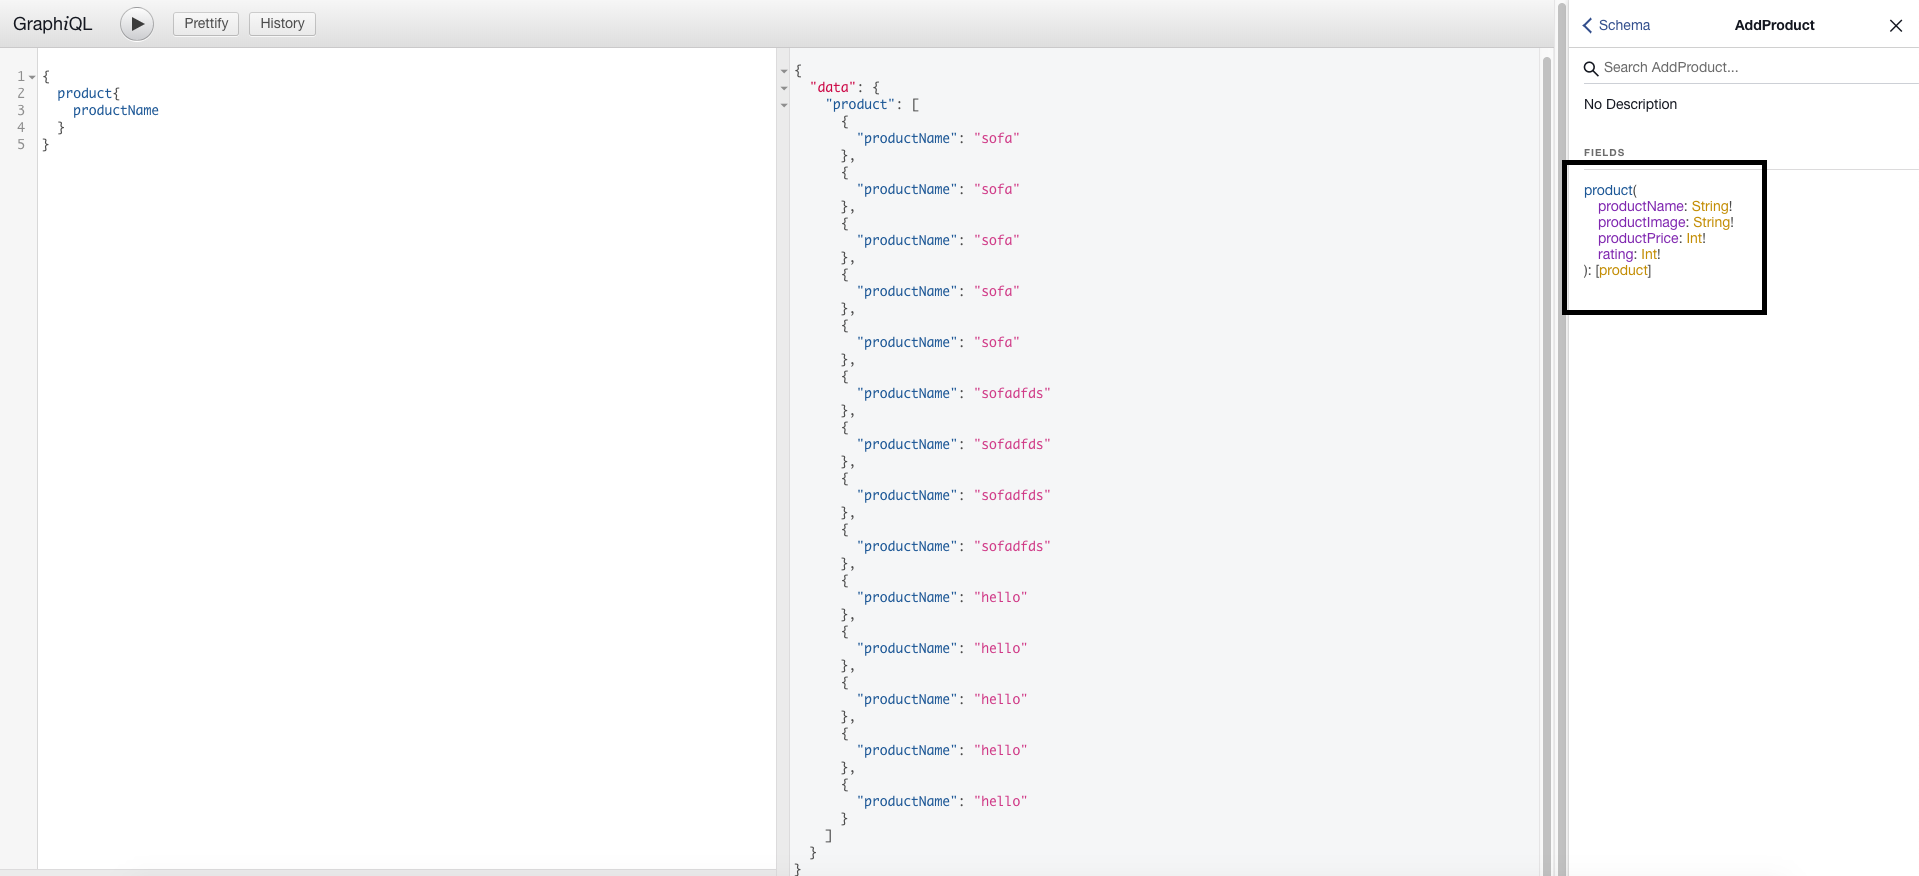 GraphiQL
Prettify
History
1 {
2 product{
3 productName
4 }
5 }
{
"data": {
"product": [
{
"productName": "sofa"
},
{
"productName": "sofa"
},
{
"productName": "sofa"
},
{
"productName": "sofa"
},
{
"productName": "sofa"
},
{
"productName": "sofadfds"
},
{
"productName": "sofadfds"
},
{
"productName": "sofadfds"
},
{
"productName": "sofadfds"
},
{
"productName": "hello"
},
{
"productName": "hello"
},
{
"productName": "hello"
},
{
"productName": "hello"
},
{
"productName": "hello"
}
]
}
}
Schema
AddProduct
Search AddProduct...
No Description
FIELDS
product(
productName: String!
productImage: String!
productPrice: Int!
rating: Int!
): [product]